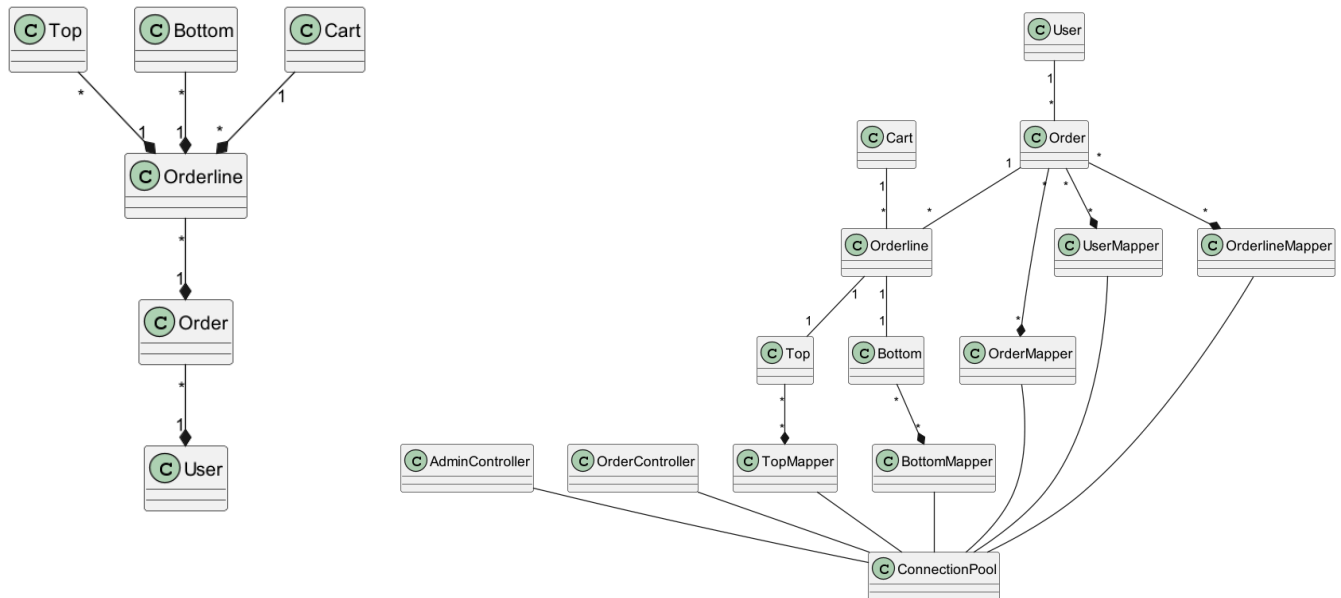 C Top
C Bottom
C Cart
* * 1
1 1 *
C Orderline
*
1
C Order
*
1
C User
C User
1
*
C Cart
C Order
1 1 * * * *
* * * *
C Orderline
C UserMapper
C OrderlineMapper
1 1
1 1 *
C Top
C Bottom
C OrderMapper
* *
* *
C AdminController
C OrderController
C TopMapper
C BottomMapper
C ConnectionPool